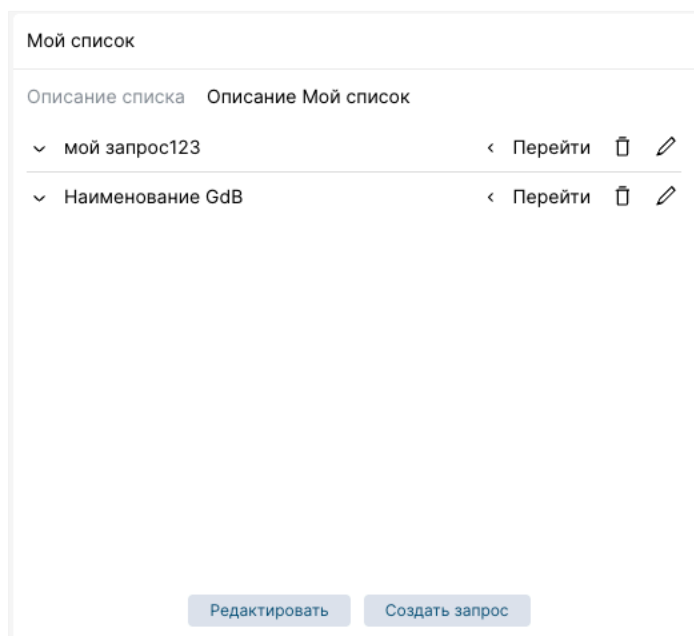 Мой список
Описание списка Описание Мой список
мой запрос123 Перейти
Наименование GdB Перейти
Редактировать Создать запрос